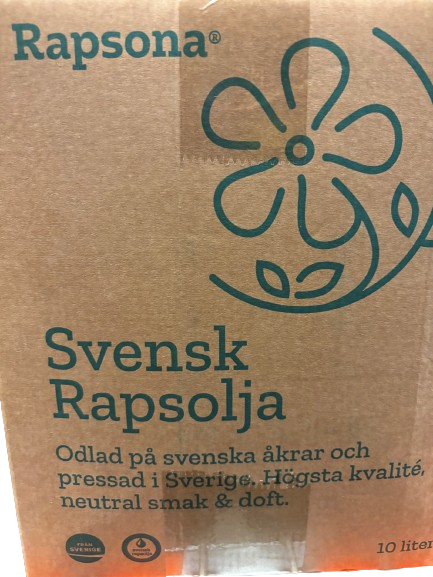 Rapsona®
Svensk
Rapsolja
Odlad på svenska åkrar och
pressad i Sverige. Högsta kvalité,
neutral smak & doft.
FRÅN
SVERIGE
10 liter